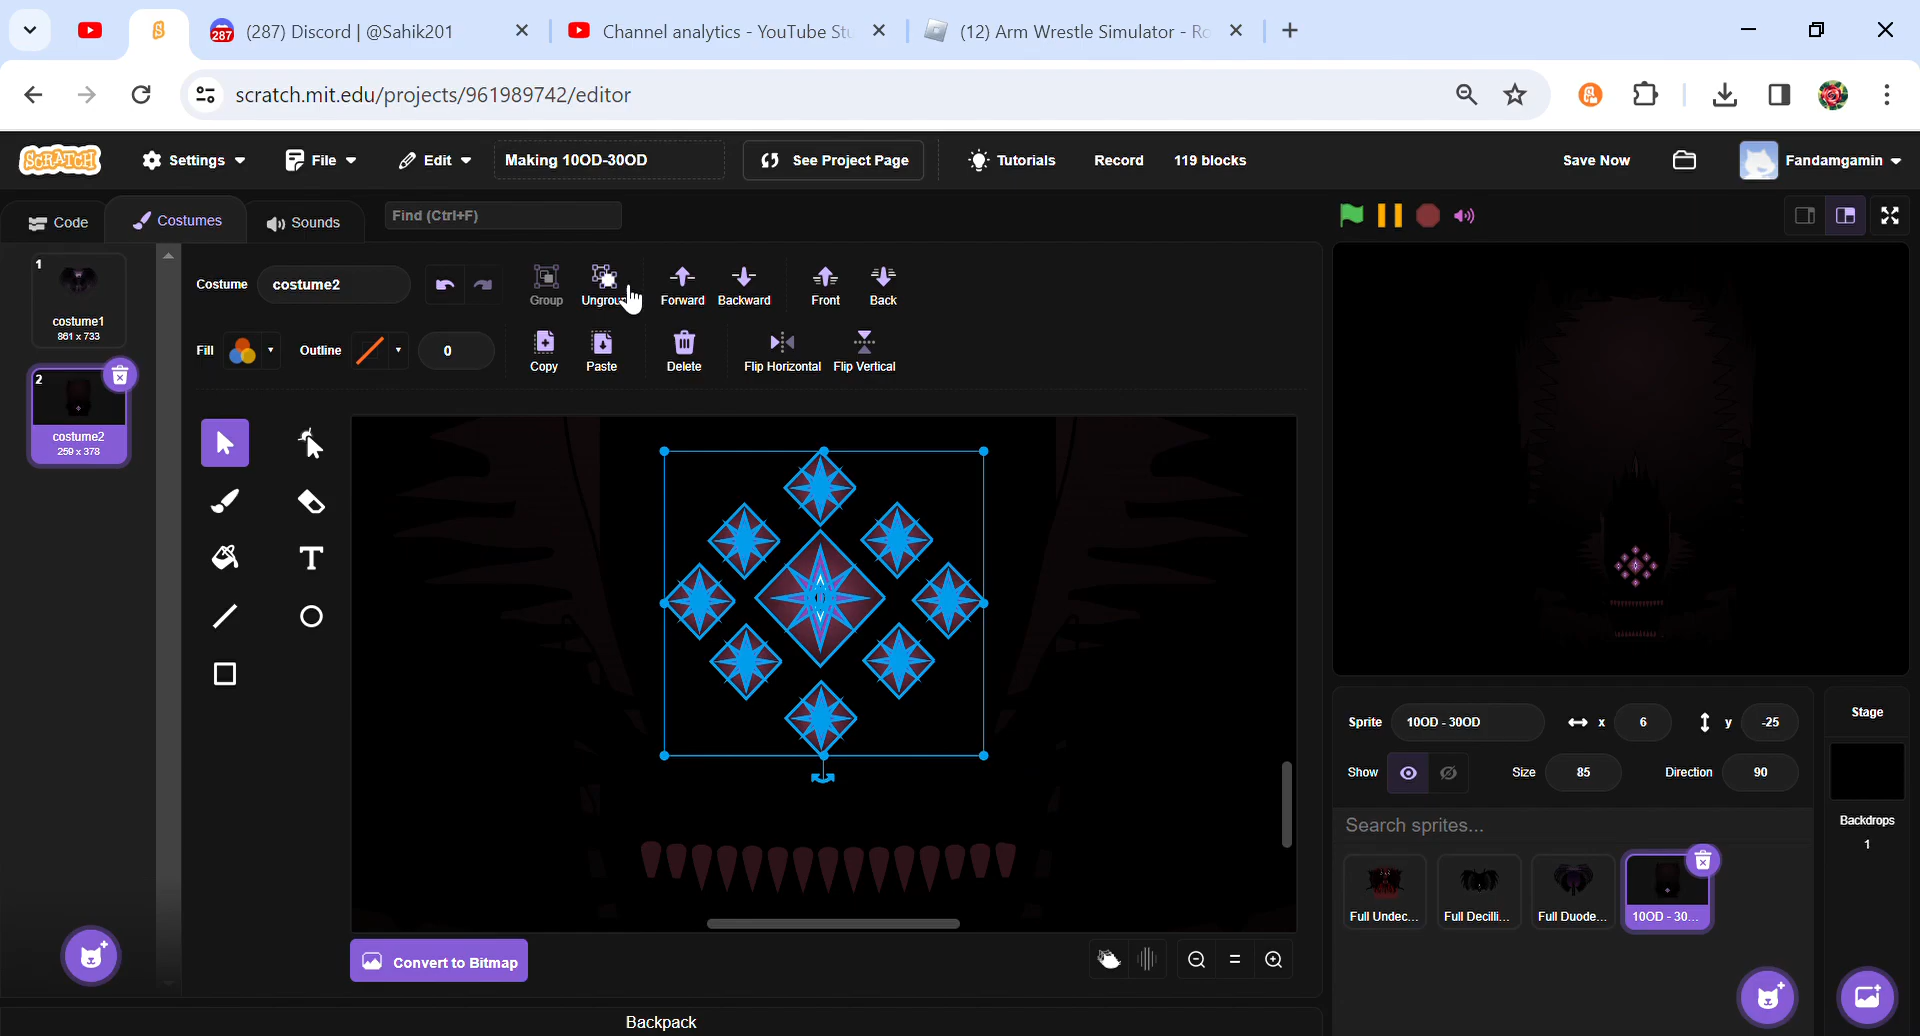 287
(287) Discord | @Sahik201
Channel analytics - YouTube Stu
(12) Arm Wrestle Simulator - Ro
scratch.mit.edu/projects/961989742/editor
SCRATCH
Settings
File
Edit
Making 10OD-30OD
See Project Page
Tutorials
Record
119 blocks
Save Now
Fandamgamin
Code
Costumes
Sounds
Find (Ctrl+F)
1
costume1
861 x 733
2
costume2
259 x 378
Costume
costume2
Group
Ungroup
Forward
Backward
Front
Back
Fill
Outline
0
Copy
Paste
Delete
Flip Horizontal
Flip Vertical
T
Convert to Bitmap
Backpack
Sprite
10OD - 30OD
x
6
y
-25
Show
Size
85
Direction
90
Search sprites...
Full Undec...
Full Decilli...
Full Duode...
10OD - 30...
Stage
Backdrops
1